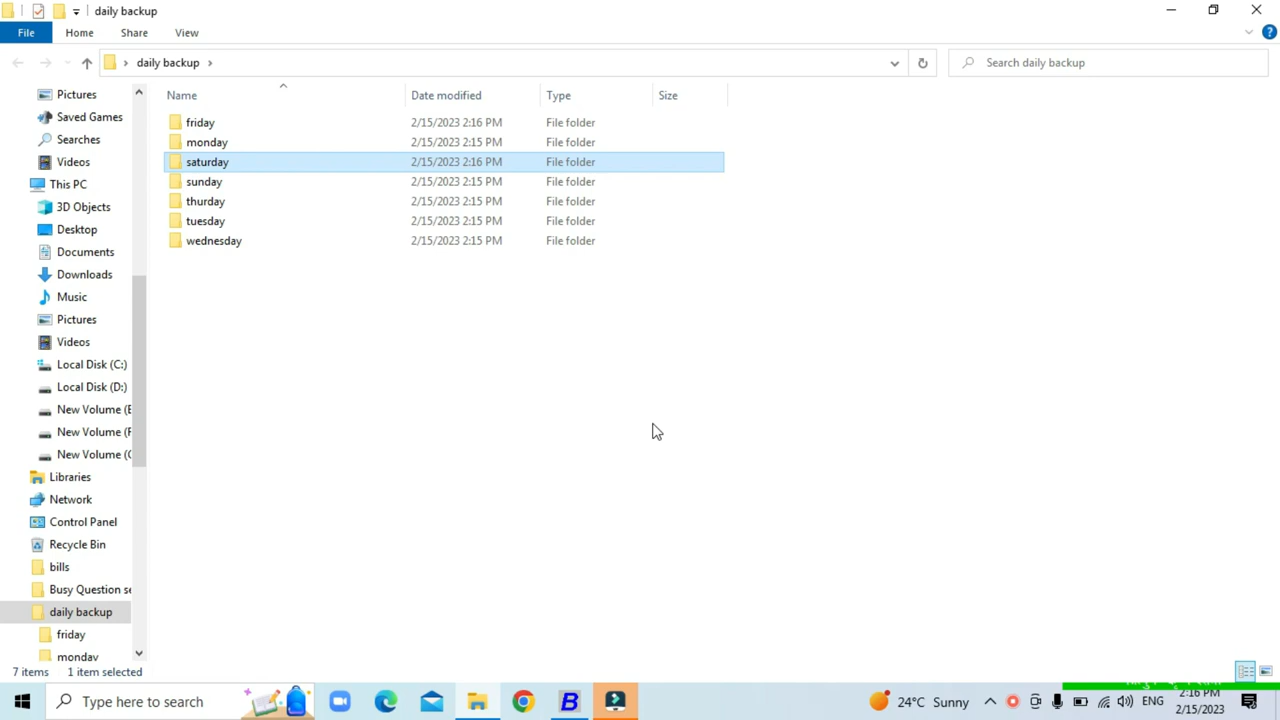 daily backup
File Home Share View
daily backup
Search daily backup
Name Date modified Type Size
friday 2/15/2023 2:16 PM File folder
monday 2/15/2023 2:15 PM File folder
saturday 2/15/2023 2:16 PM File folder
sunday 2/15/2023 2:15 PM File folder
thurday 2/15/2023 2:15 PM File folder
tuesday 2/15/2023 2:15 PM File folder
wednesday 2/15/2023 2:15 PM File folder
Pictures
Saved Games
Searches
Videos
This PC
3D Objects
Desktop
Documents
Downloads
Music
Pictures
Videos
Local Disk (C:)
Local Disk (D:)
New Volume (E
New Volume (F
New Volume (G
Libraries
Network
Control Panel
Recycle Bin
bills
Busy Question se
daily backup
friday
monday
7 items 1 item selected
Type here to search
24°C Sunny
ENG
2:16 PM
2/15/2023